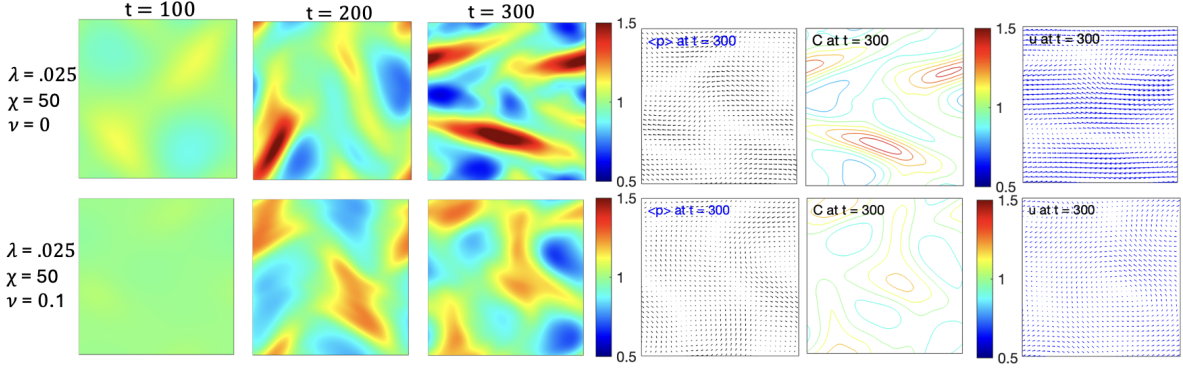 t = 100
t = 200
t = 300
λ = .025
χ = 50
ν = 0
1.5
1
0.5
<p> at t = 300
C at t = 300
1.5
1
0.5
u at t = 300
λ = .025
χ = 50
ν = 0.1
1.5
1
0.5
<p> at t = 300
C at t = 300
1.5
1
0.5
u at t = 300